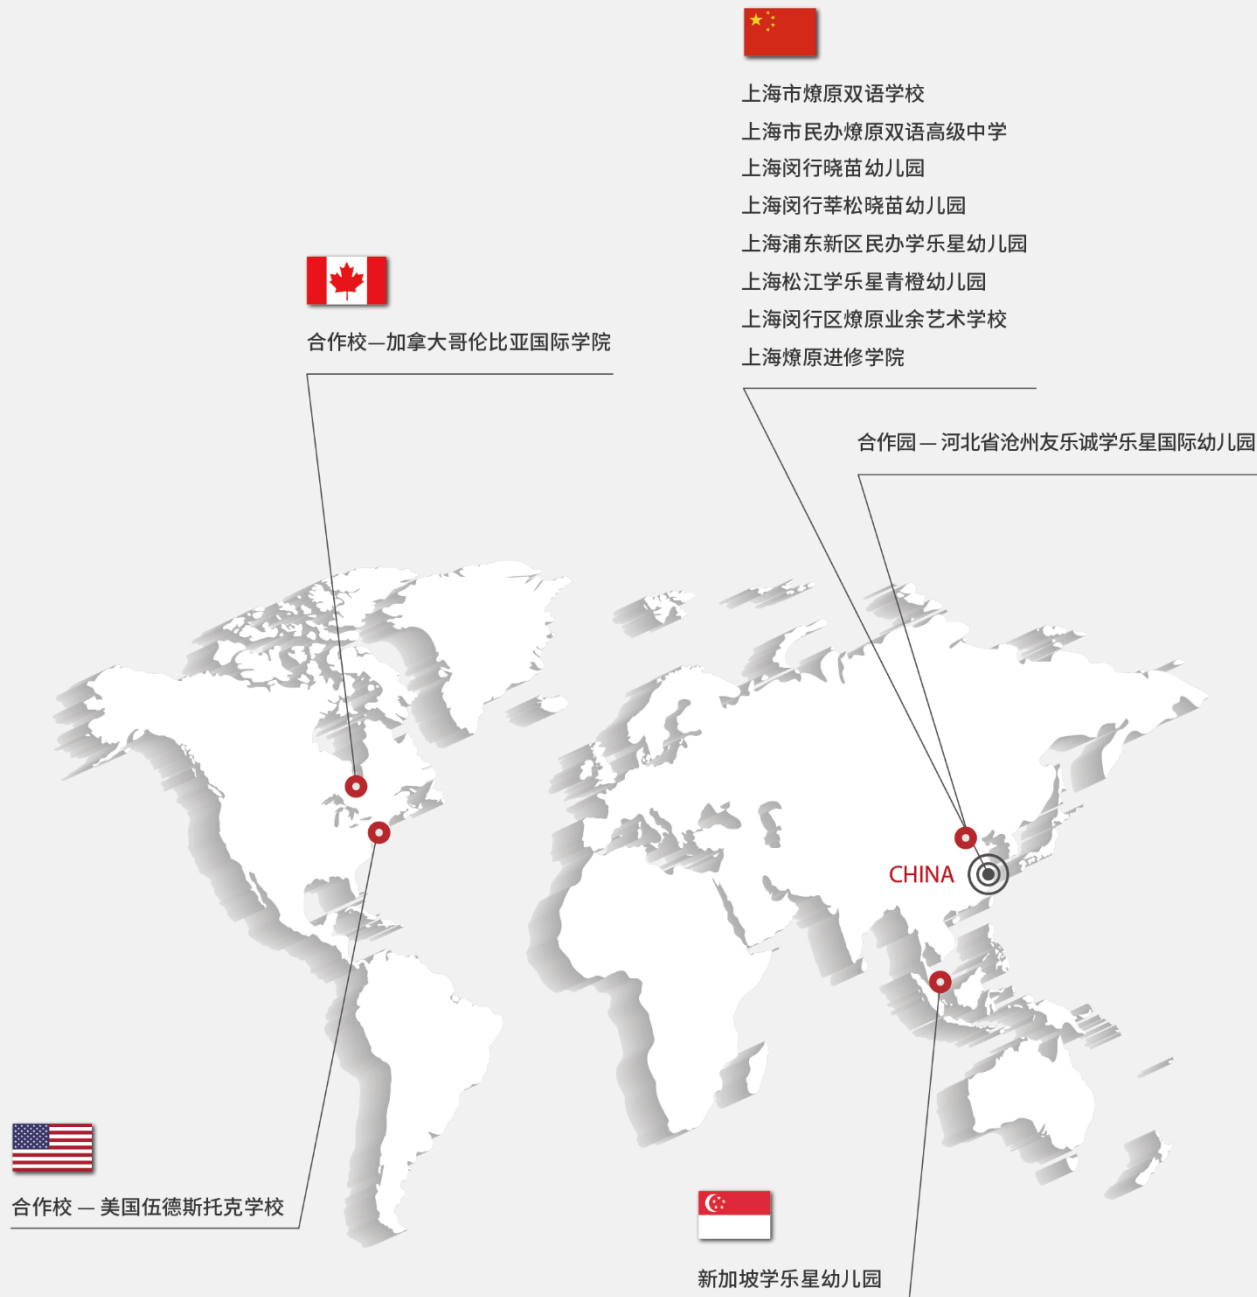 上海市燎原双语学校
上海市民办燎原双语高级中学
上海闵行晓苗幼儿园
上海闵行莘松晓苗幼儿园
上海浦东新区民办学乐星幼儿园
上海松江学乐星青橙幼儿园
上海闵行区燎原业余艺术学校
上海燎原进修学院
合作校—加拿大哥伦比亚国际学院
合作园 — 河北省沧州友乐诚学乐星国际幼儿园
CHINA
合作校 — 美国伍德斯托克学校
新加坡学乐星幼儿园